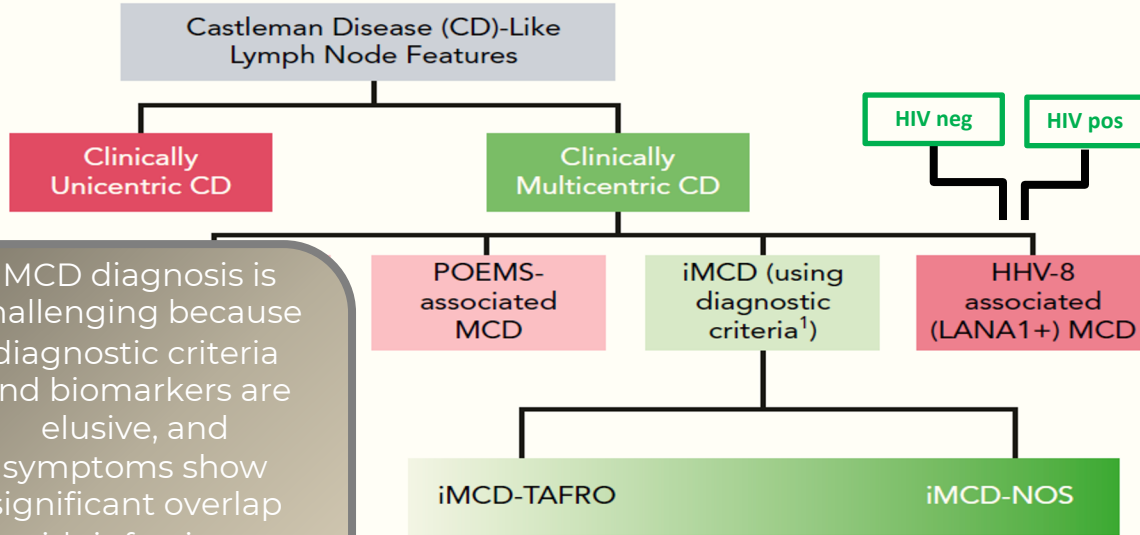 Castleman Disease (CD)-Like
Lymph Node Features
HIV neg
HIV pos
Clinically
Unicentric CD
Clinically
Multicentric CD
POEMS-
associated
MCD
iMCD (using
diagnostic
criteria¹)
HHV-8
associated
(LANA1+) MCD
MCD diagnosis is
hallenging because
diagnostic criteria
nd biomarkers are
elusive, and
symptoms show
significant overlap
iMCD-TAFRO
iMCD-NOS